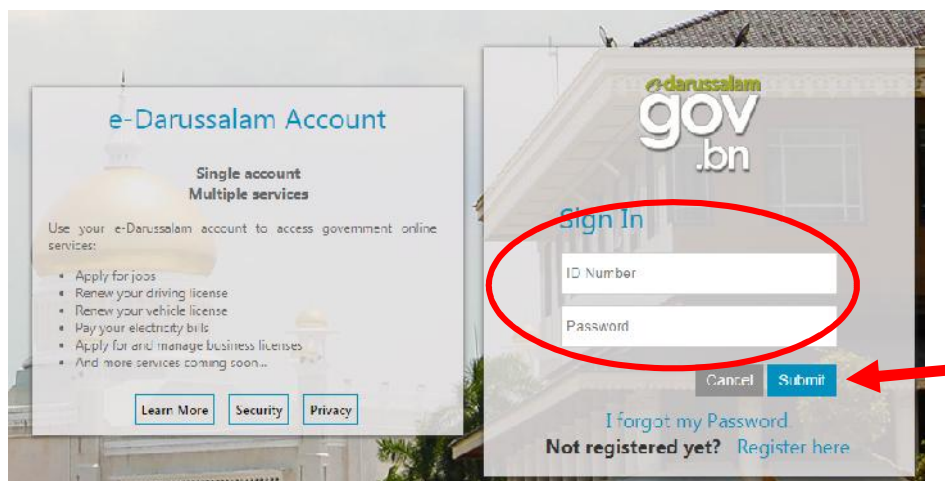 e-Darussalam Account
Single account
Multiple services
Use your e-Darussalam account to access government online
services:
• Apply for jobs
• Renew your driving license
• Renew your vehicle license
• Pay your electricity bills
• Apply for and manage business licenses
• And more services coming soon...
Learn More Security Privacy
e-darussalam
gov
.bn
Sign In
ID Number
Password
Cancel Submit
I forgot my Password
Not registered yet? Register here